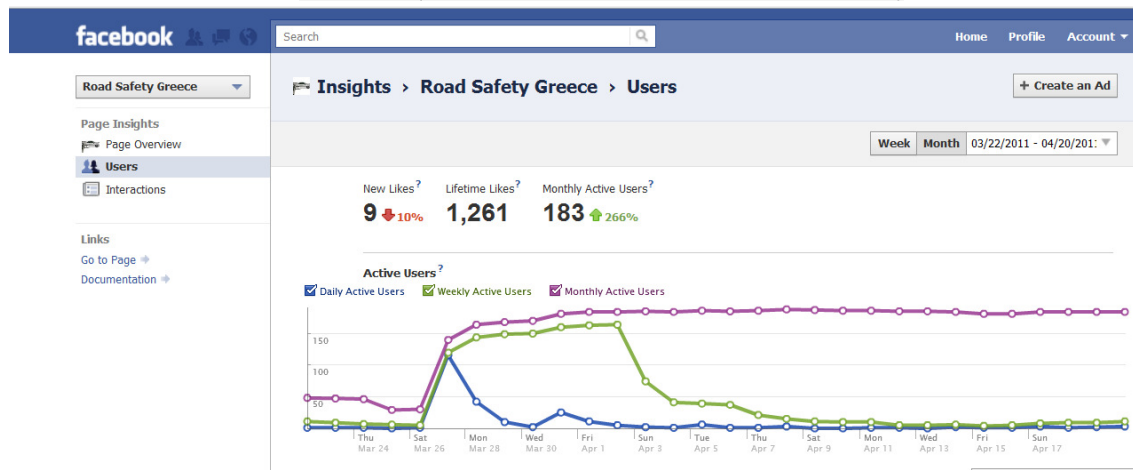 facebook
Search
Home Profile Account
Road Safety Greece
Insights › Road Safety Greece › Users
+ Create an Ad
Page Insights
Page Overview
Users
Interactions
Links
Go to Page
Documentation
Week Month 03/22/2011 - 04/20/201:
New Likes? Lifetime Likes? Monthly Active Users?
9 10% 1,261 183 266%
Active Users?
Daily Active Users Weekly Active Users Monthly Active Users
150
100
50
Thu Sat Mon Wed Fri Sun Tue Thu Sat Mon Wed Fri Sun
Mar 24 Mar 26 Mar 28 Mar 30 Apr 1 Apr 3 Apr 5 Apr 7 Apr 9 Apr 11 Apr 13 Apr 15 Apr 17